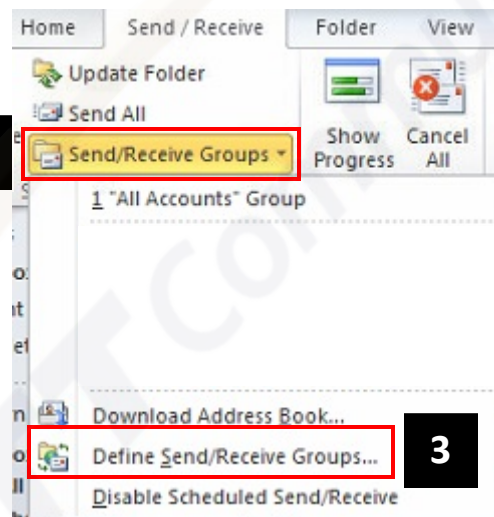 Home Send / Receive Folder View
Update Folder
Send All
Send/Receive Groups
Show Progress
Cancel All
1 "All Accounts" Group
Download Address Book...
Define Send/Receive Groups...
3
Disable Scheduled Send/Receive